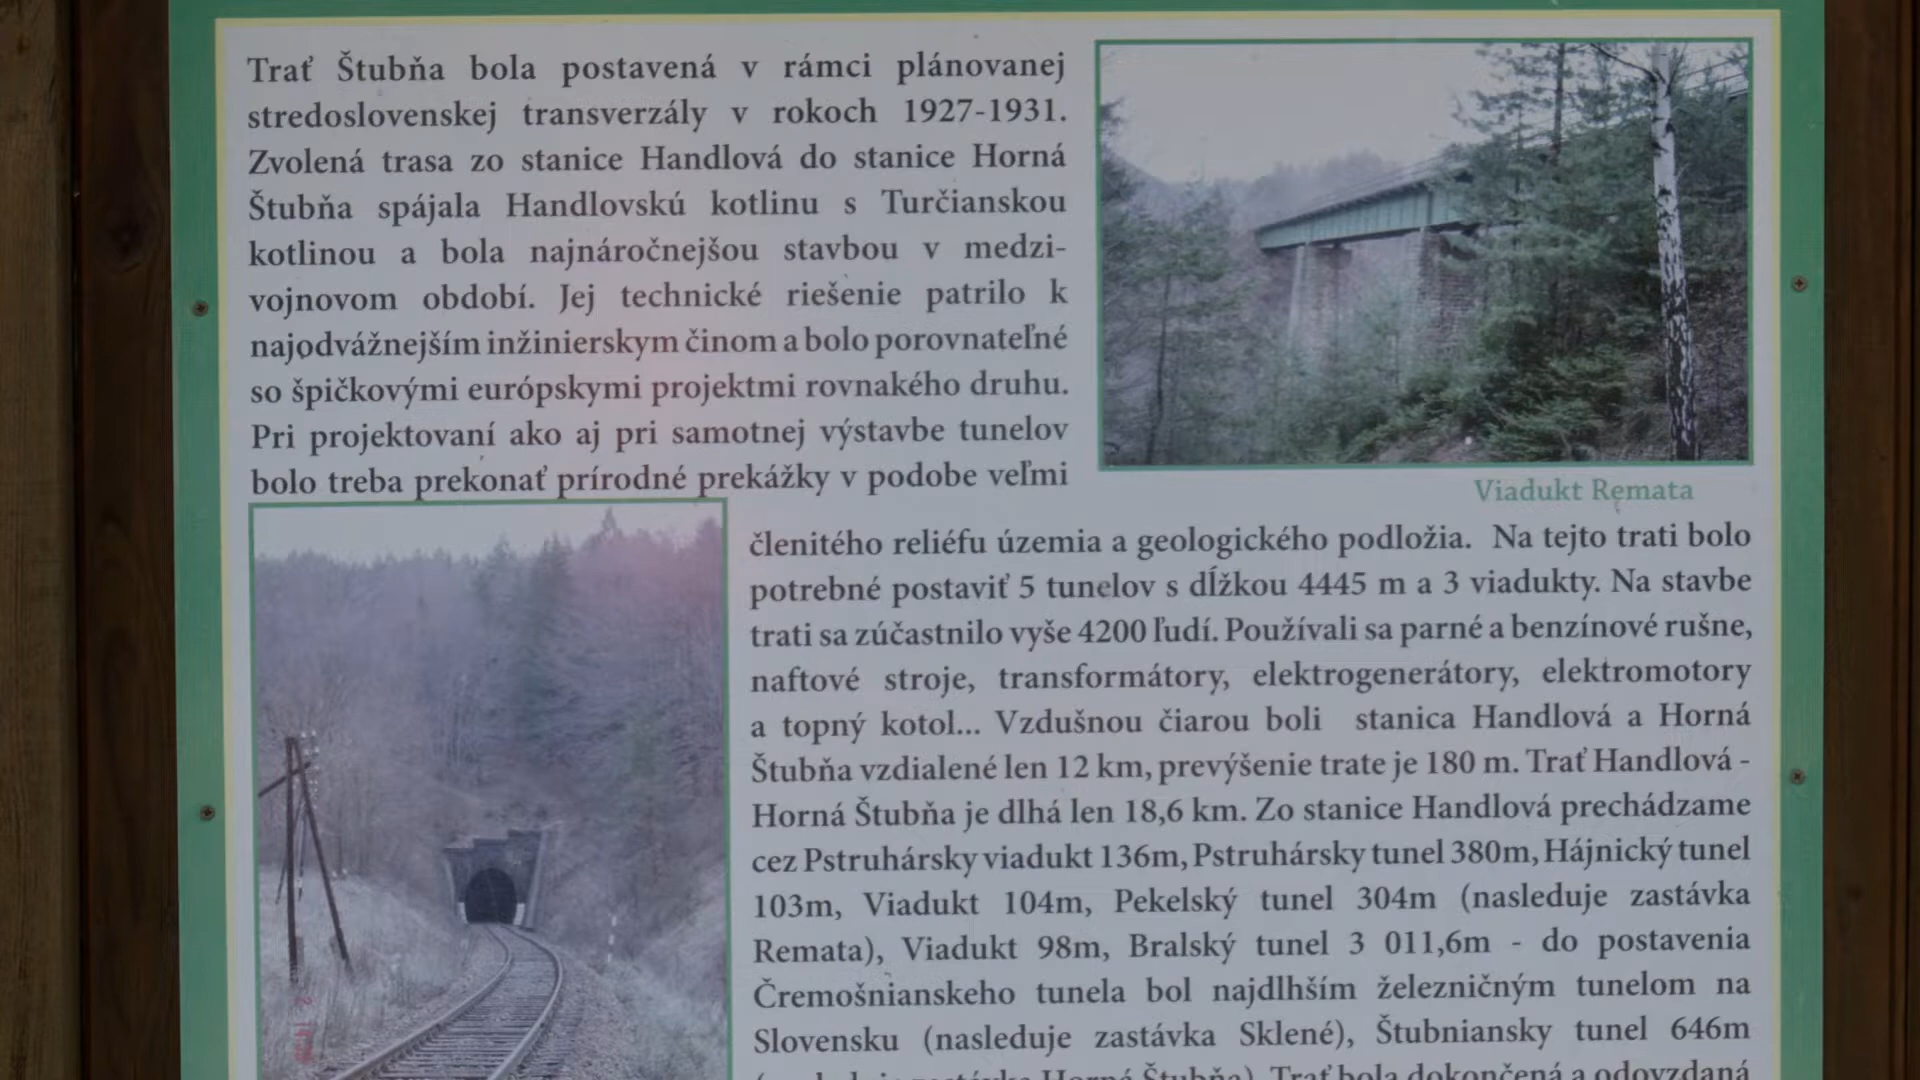 Trať Štubňa bola postavená v rámci plánovanej
stredoslovenskej transverzály v rokoch 1927-1931.
Zvolená trasa zo stanice Handlová do stanice Horná
Štubňa spájala Handlovskú kotlinu s Turčianskou
kotlinou a bola najnáročnejšou stavbou v medzi-
vojnovom období. Jej technické riešenie patrilo k
najodvážnejším inžinierskym činom a bolo porovnateľné
so špičkovými európskymi projektmi rovnakého druhu.
Pri projektovaní ako aj pri samotnej výstavbe tunelov
bolo treba prekonať prírodné prekážky v podobe veľmi
Viadukt Remata
členitého reliéfu územia a geologického podložia. Na tejto trati bolo
potrebné postaviť 5 tunelov s dĺžkou 4445 m a 3 viadukty. Na stavbe
trati sa zúčastnilo vyše 4200 ľudí. Používali sa parné a benzínové rušne,
naftové stroje, transformátory, elektrogenerátory, elektromotory
a topný kotol... Vzdušnou čiarou boli stanica Handlová a Horná
Štubňa vzdialené len 12 km, prevýšenie trate je 180 m. Trať Handlová -
Horná Štubňa je dlhá len 18,6 km. Zo stanice Handlová prechádzame
cez Pstruhársky viadukt 136m, Pstruhársky tunel 380m, Hájnický tunel
103m, Viadukt 104m, Pekelský tunel 304m (nasleduje zastávka
Remata), Viadukt 98m, Bralský tunel 3 011,6m - do postavenia
Čremošnianskeho tunela bol najdlhším železničným tunelom na
Slovensku (nasleduje zastávka Sklené), Štubniansky tunel 646m
zastávka Horná Štubňa). Trať bola dokončená a odovzdaná